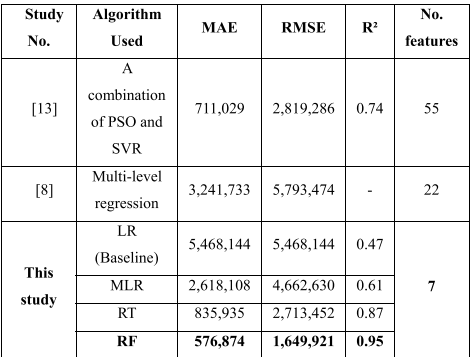 Study No. Algorithm Used MAE RMSE R² No. features
[13] A combination of PSO and SVR 711,029 2,819,286 0.74 55
[8] Multi-level regression 3,241,733 5,793,474 - 22
This study LR (Baseline) 5,468,144 5,468,144 0.47 7
MLR 2,618,108 4,662,630 0.61
RT 835,935 2,713,452 0.87
RF 576,874 1,649,921 0.95